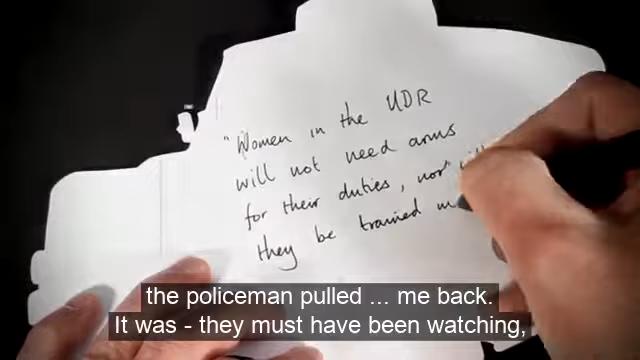 "Women in the UDR
will not need arms
for their duties, nor
they be trained
the policeman pulled ... me back.
It was - they must have been watching,